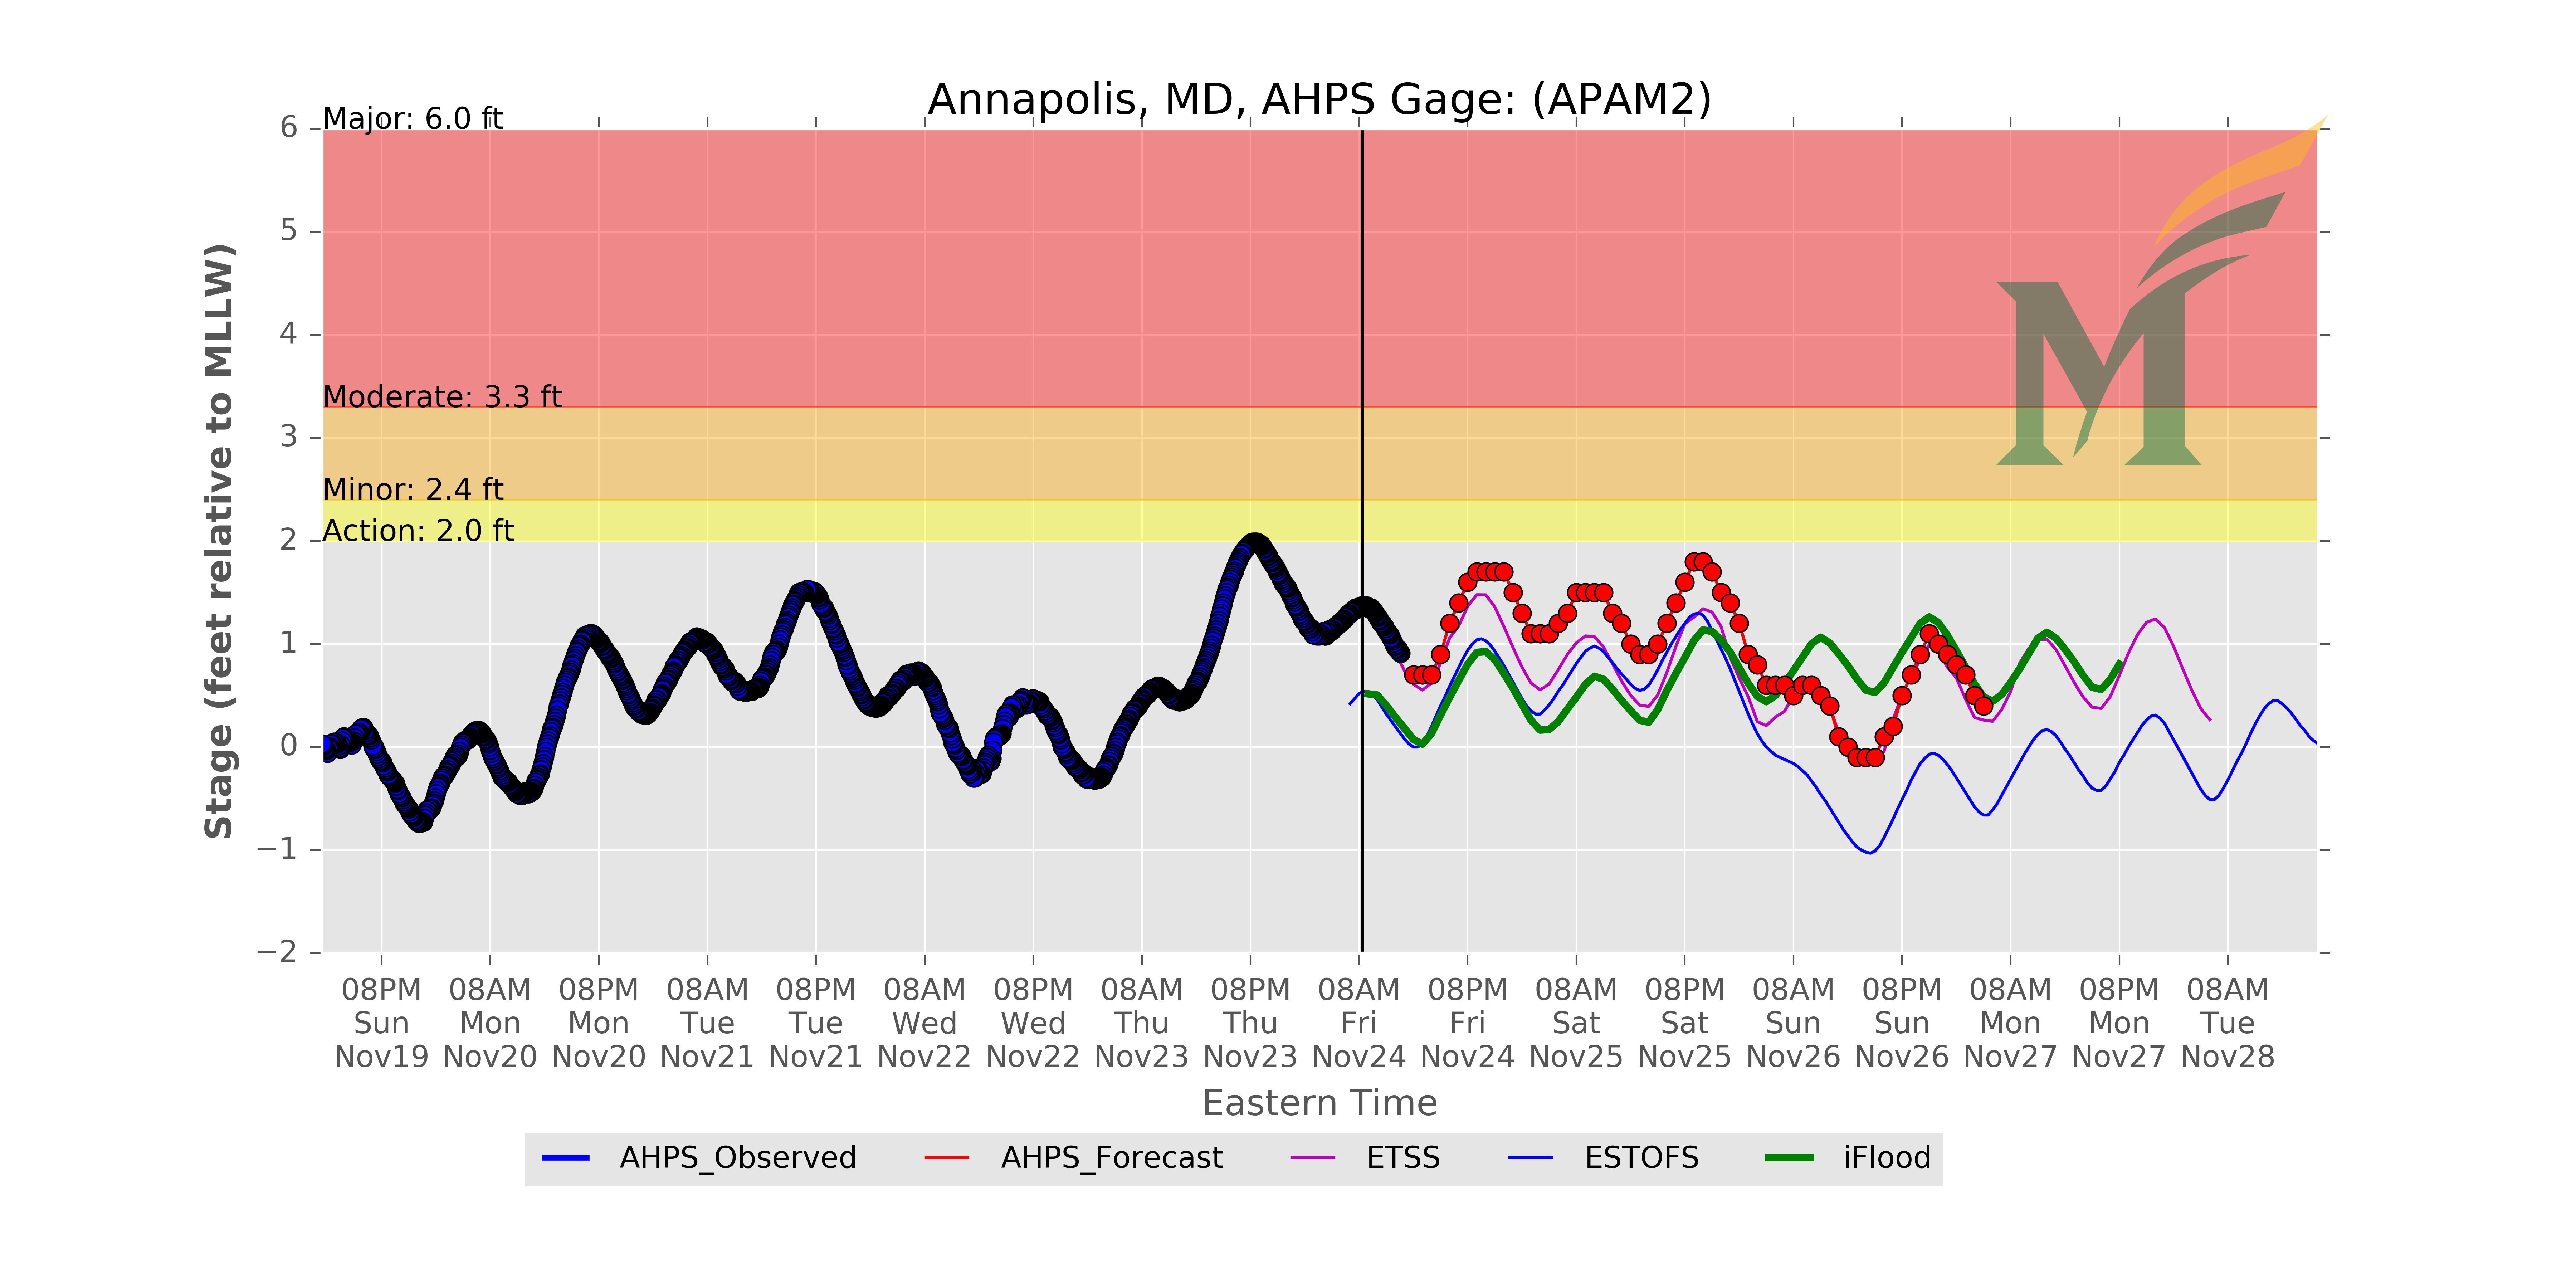 Annapolis, MD, AHPS Gage: (APAM2)
Major: 6.0 ft
Moderate: 3.3 ft
Minor: 2.4 ft
Action: 2.0 ft
6
5
4
3
2
1
0
−1
−2
Stage (feet relative to MLLW)
08PM 08AM 08PM 08AM 08PM 08AM 08PM 08AM 08PM 08AM 08PM 08AM 08PM 08AM 08PM 08AM 08PM 08AM
Sun Mon Mon Tue Tue Wed Wed Thu Thu Fri Fri Sat Sat Sun Sun Mon Mon Tue
Nov19 Nov20 Nov20 Nov21 Nov21 Nov22 Nov22 Nov23 Nov23 Nov24 Nov24 Nov25 Nov25 Nov26 Nov26 Nov27 Nov27 Nov28
Eastern Time
AHPS_Observed AHPS_Forecast ETSS ESTOFS iFlood
M